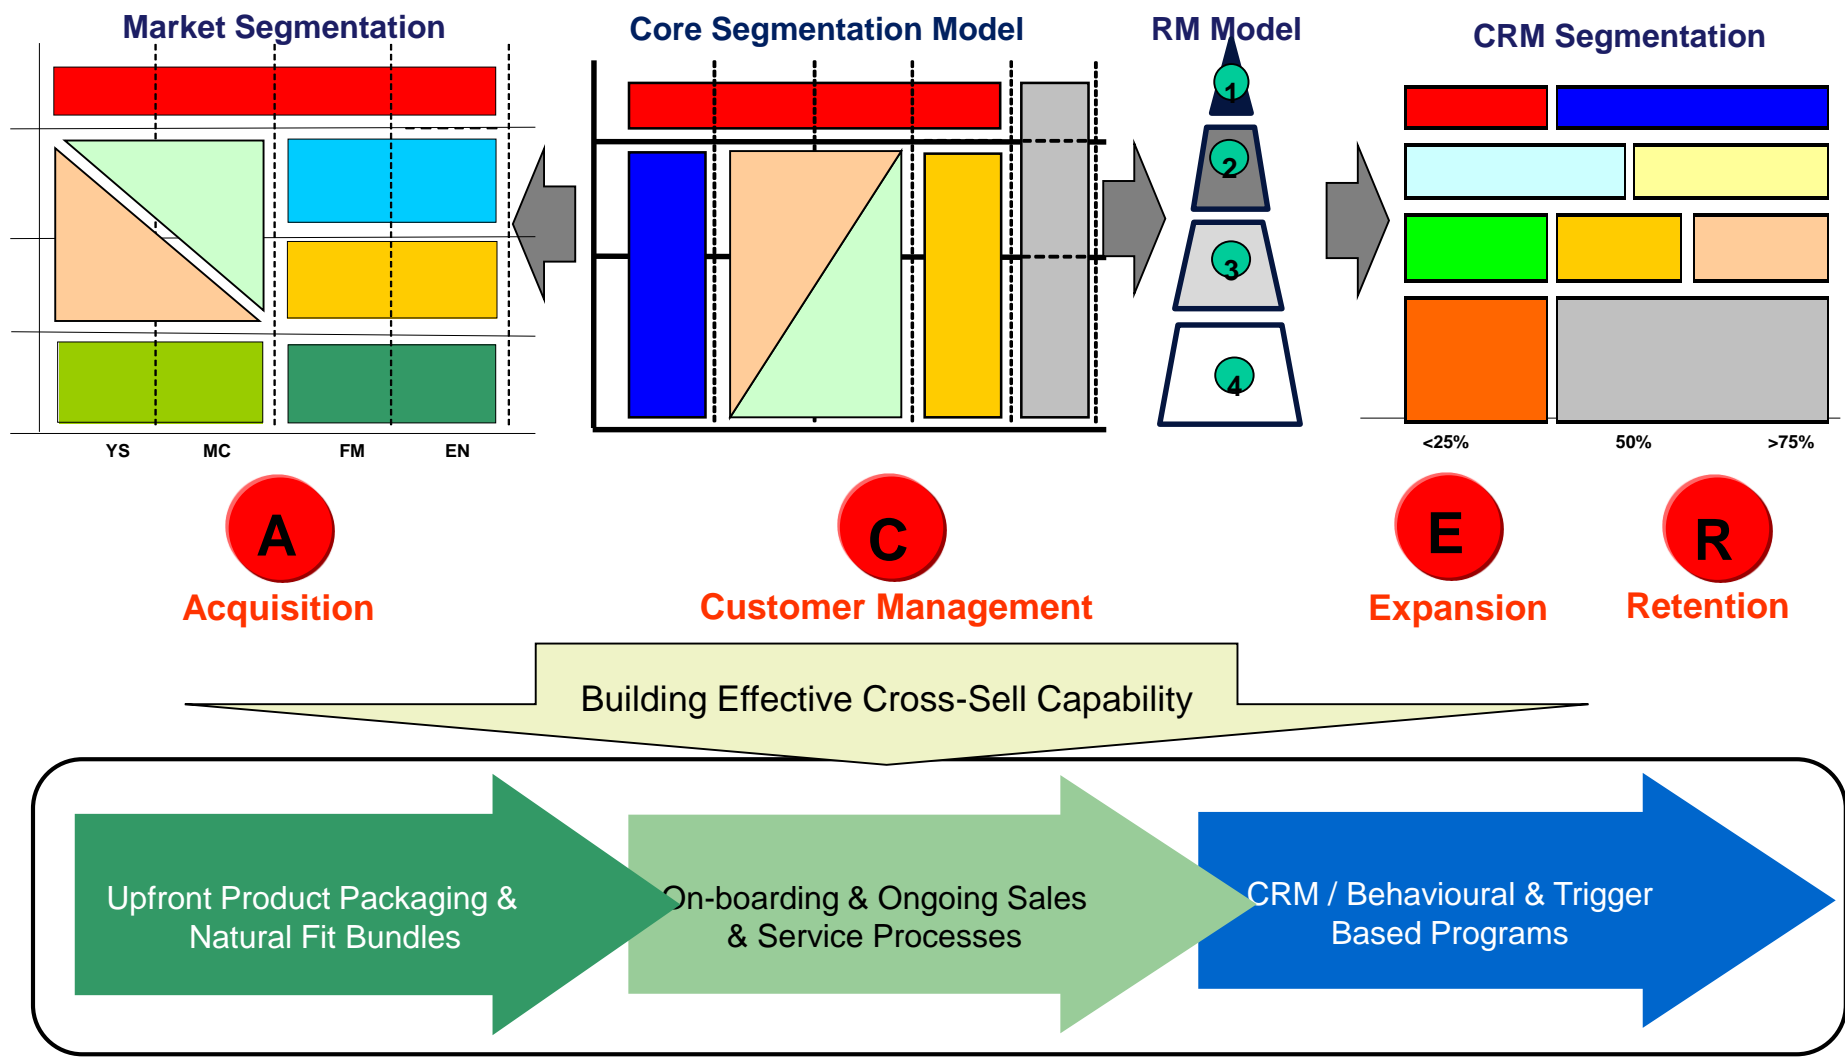 Market Segmentation
Core Segmentation Model
RM Model
CRM Segmentation
1
2
3
4
YS MC FM EN
<25% 50% >75%
A
C
E
R
Acquisition
Customer Management
Expansion
Retention
Building Effective Cross-Sell Capability
Upfront Product Packaging &
Natural Fit Bundles
On-boarding & Ongoing Sales
& Service Processes
CRM / Behavioural & Trigger
Based Programs